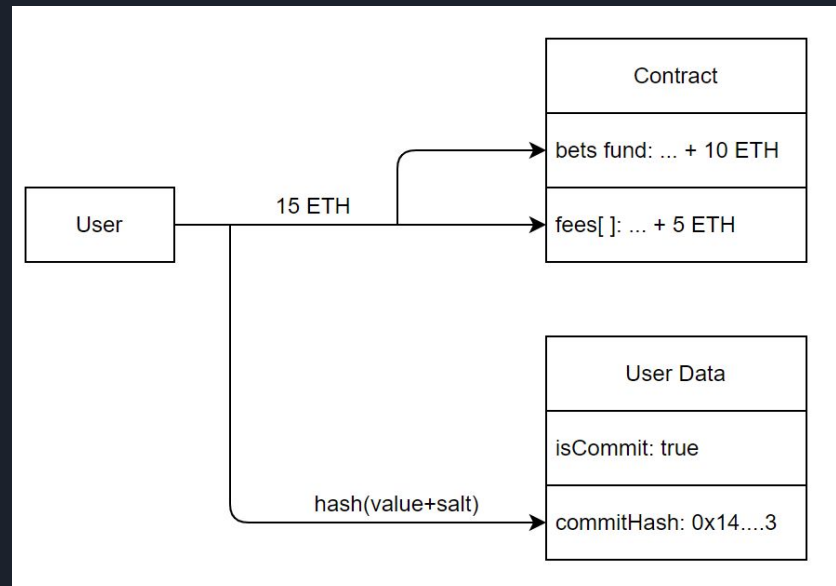 Contract
bets fund: ... + 10 ETH
15 ETH
User
fees[ ]: ... + 5 ETH
User Data
isCommit: true
hash(value+salt)
commitHash: 0x14....3